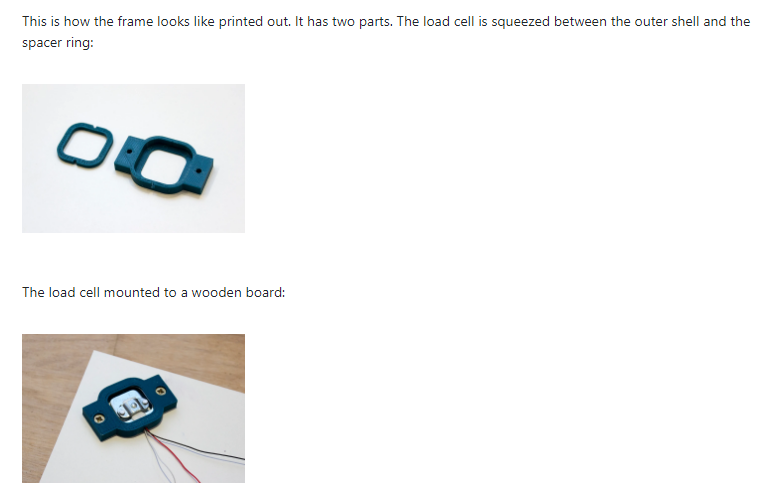 This is how the frame looks like printed out. It has two parts. The load cell is squeezed between the outer shell and the
spacer ring:
The load cell mounted to a wooden board: